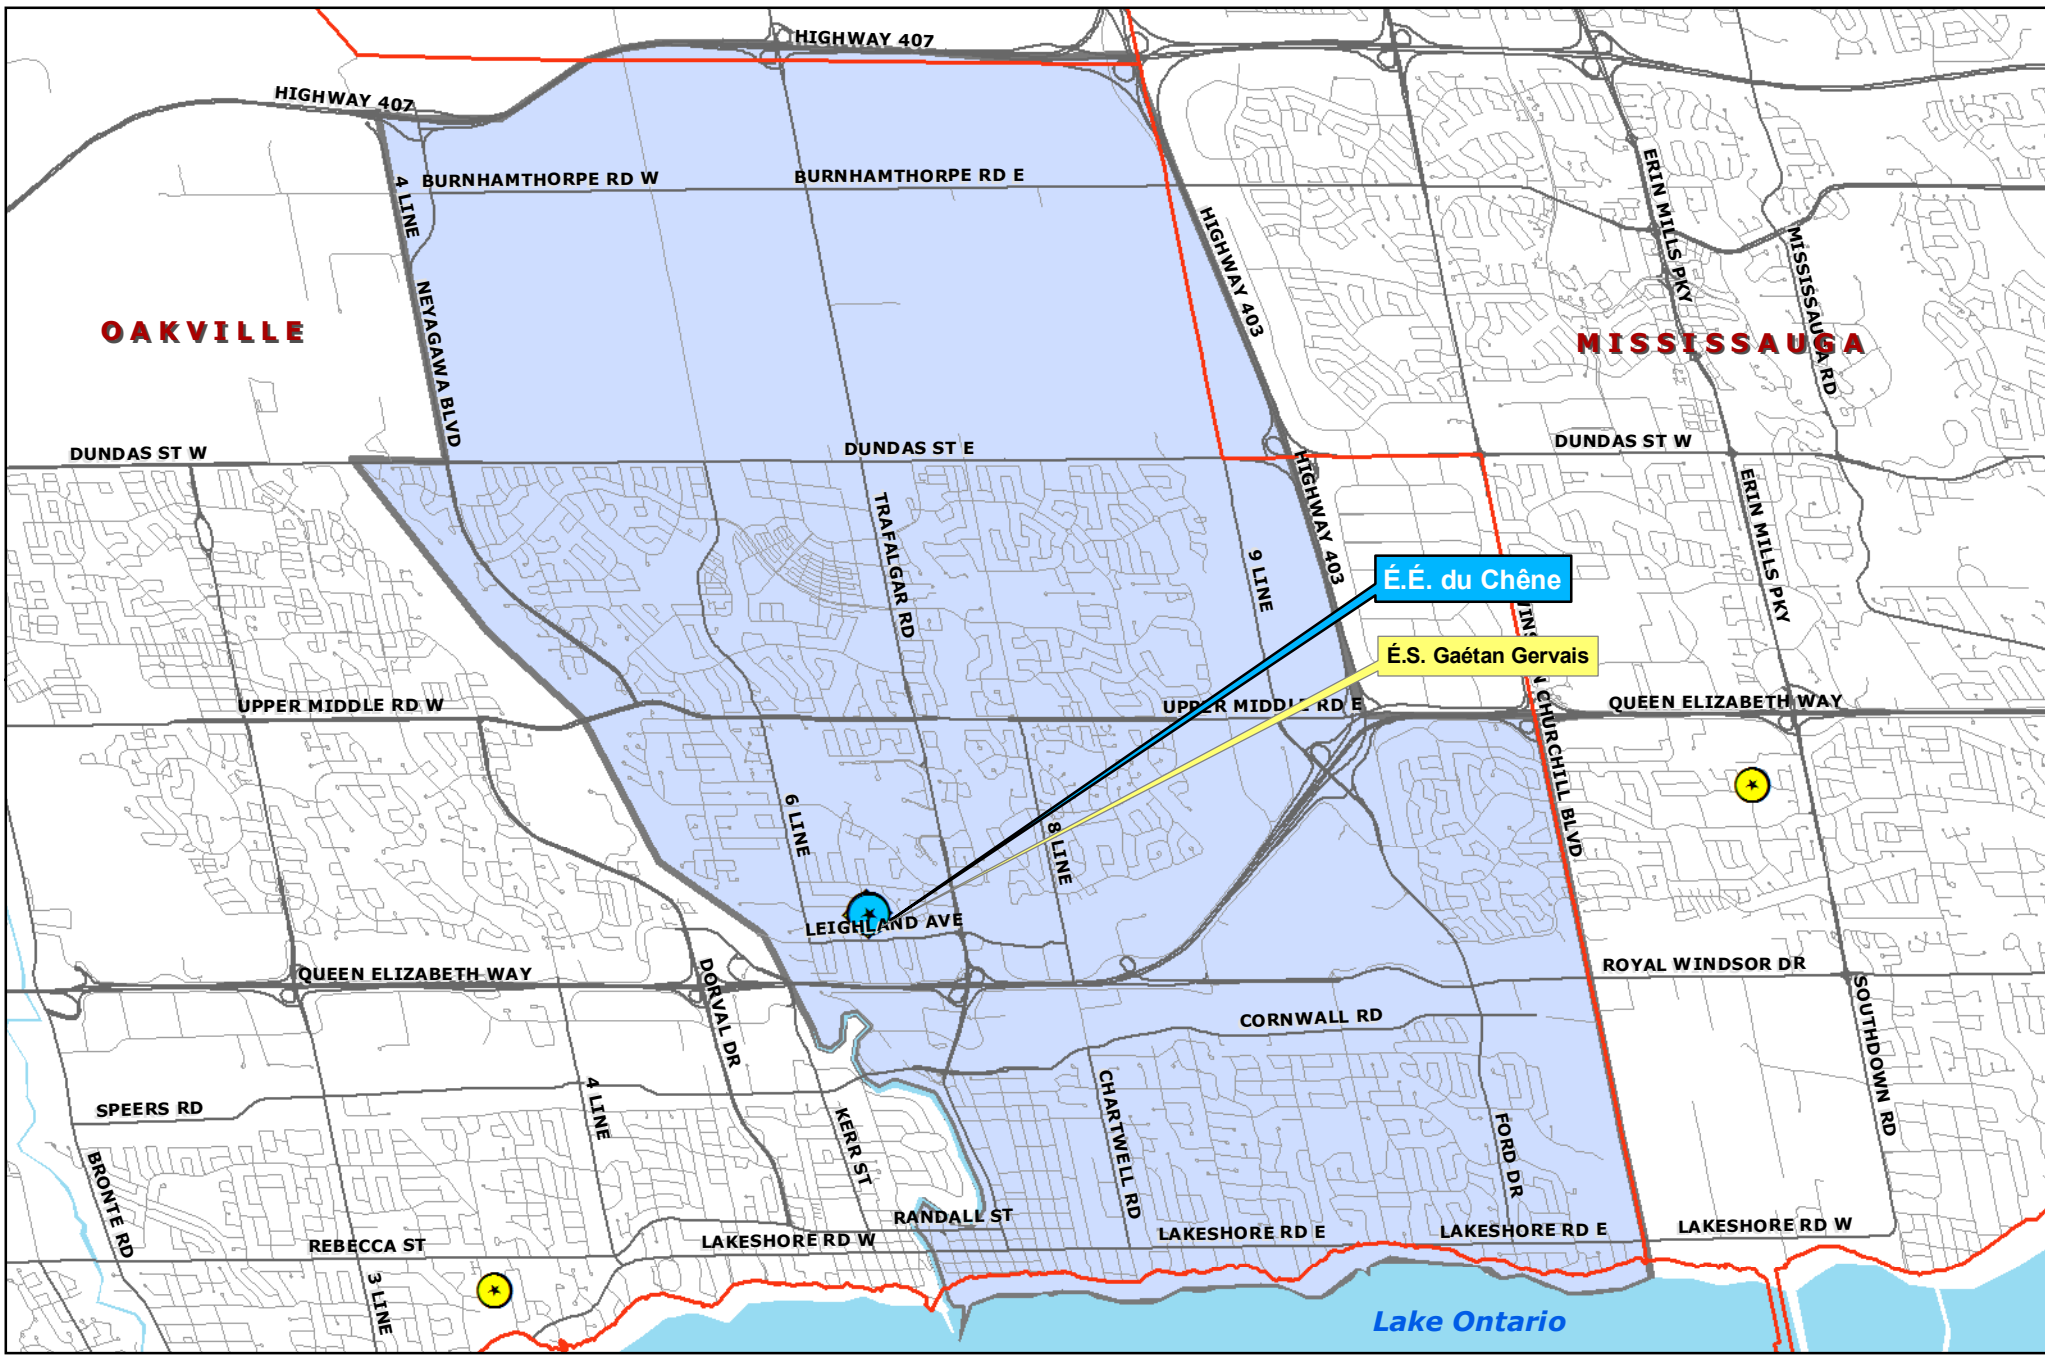 HIGHWAY 407
HIGHWAY 407
BURNHAMTHORPE RD W
BURNHAMTHORPE RD E
4 LINE
ERIN MILLS PKY
HIGHWAY 403
MISSISSAUGA RD
NEYAGAWA BLVD
OAKVILLE
MISSISSAUGA
DUNDAS ST W
DUNDAS ST E
DUNDAS ST W
HIGHWAY 403
ERIN MILLS PKY
TRAFALGAR RD
9 LINE
É.É. du Chêne
WINSTON CHURCHILL BLVD
É.S. Gaétan Gervais
UPPER MIDDLE RD W
UPPER MIDDLE RD E
QUEEN ELIZABETH WAY
6 LINE
8 LINE
LEIGHLAND AVE
QUEEN ELIZABETH WAY
DORVAL DR
ROYAL WINDSOR DR
SOUTHDOWN RD
CORNWALL RD
SPEERS RD
4 LINE
KERR ST
CHARTWELL RD
FORD DR
BRONTE RD
RANDALL ST
REBECCA ST
LAKESHORE RD W
LAKESHORE RD E
LAKESHORE RD E
LAKESHORE RD W
3 LINE
Lake Ontario